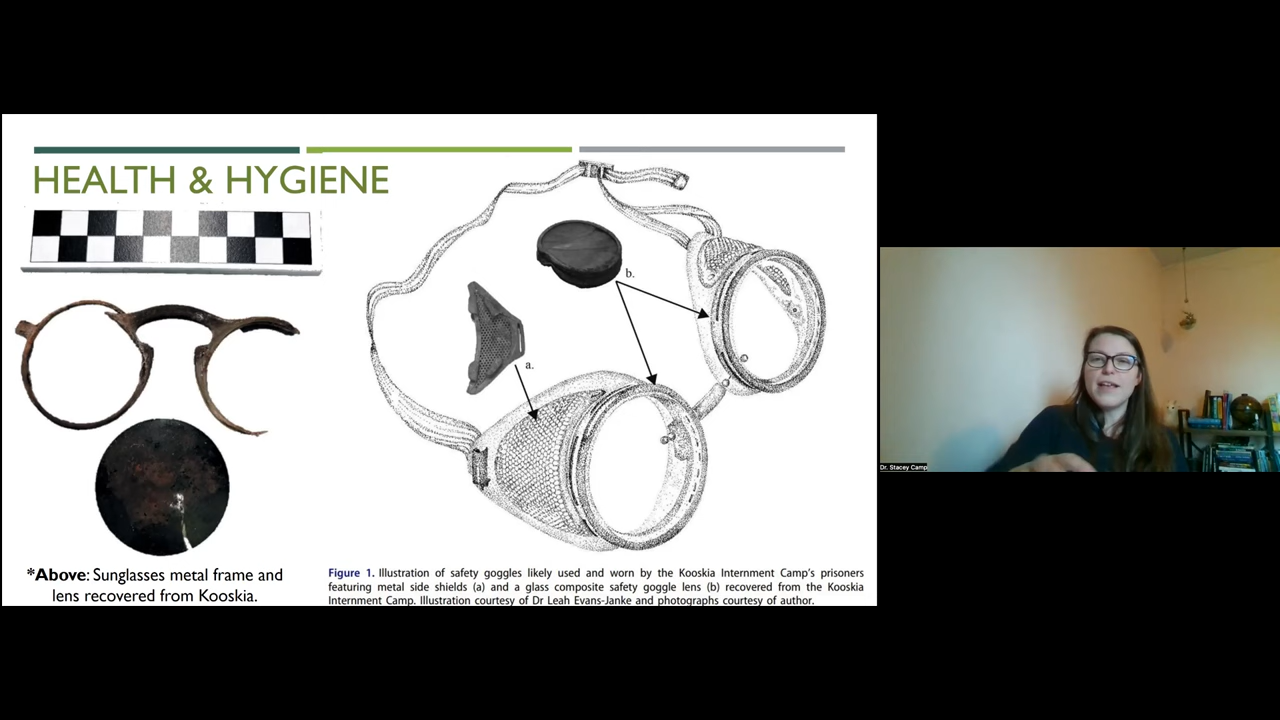 HEALTH & HYGIENE
b.
a.
*Above: Sunglasses metal frame and
lens recovered from Kooskia.
Figure 1. Illustration of safety goggles likely used and worn by the Kooskia Internment Camp's prisoners
featuring metal side shields (a) and a glass composite safety goggle lens (b) recovered from the Kooskia
Internment Camp. Illustration courtesy of Dr Leah Evans-Janke and photographs courtesy of author.
Dr. Stacey Camp